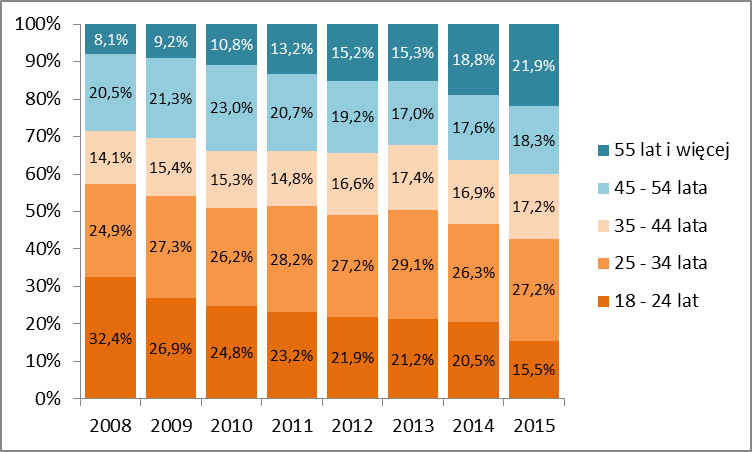 100%
90%
80%
70%
60%
50%
40%
30%
20%
10%
0%
8,1% 9,2% 10,8% 13,2% 15,2% 15,3% 18,8% 21,9%
20,5% 21,3% 23,0% 20,7% 19,2% 17,0% 17,6% 18,3%
14,1% 15,4% 15,3% 14,8% 16,6% 17,4% 16,9% 17,2%
24,9% 27,3% 26,2% 28,2% 27,2% 29,1% 26,3% 27,2%
32,4% 26,9% 24,8% 23,2% 21,9% 21,2% 20,5% 15,5%
2008 2009 2010 2011 2012 2013 2014 2015
55 lat i więcej
45 - 54 lata
35 - 44 lata
25 - 34 lata
18 - 24 lat